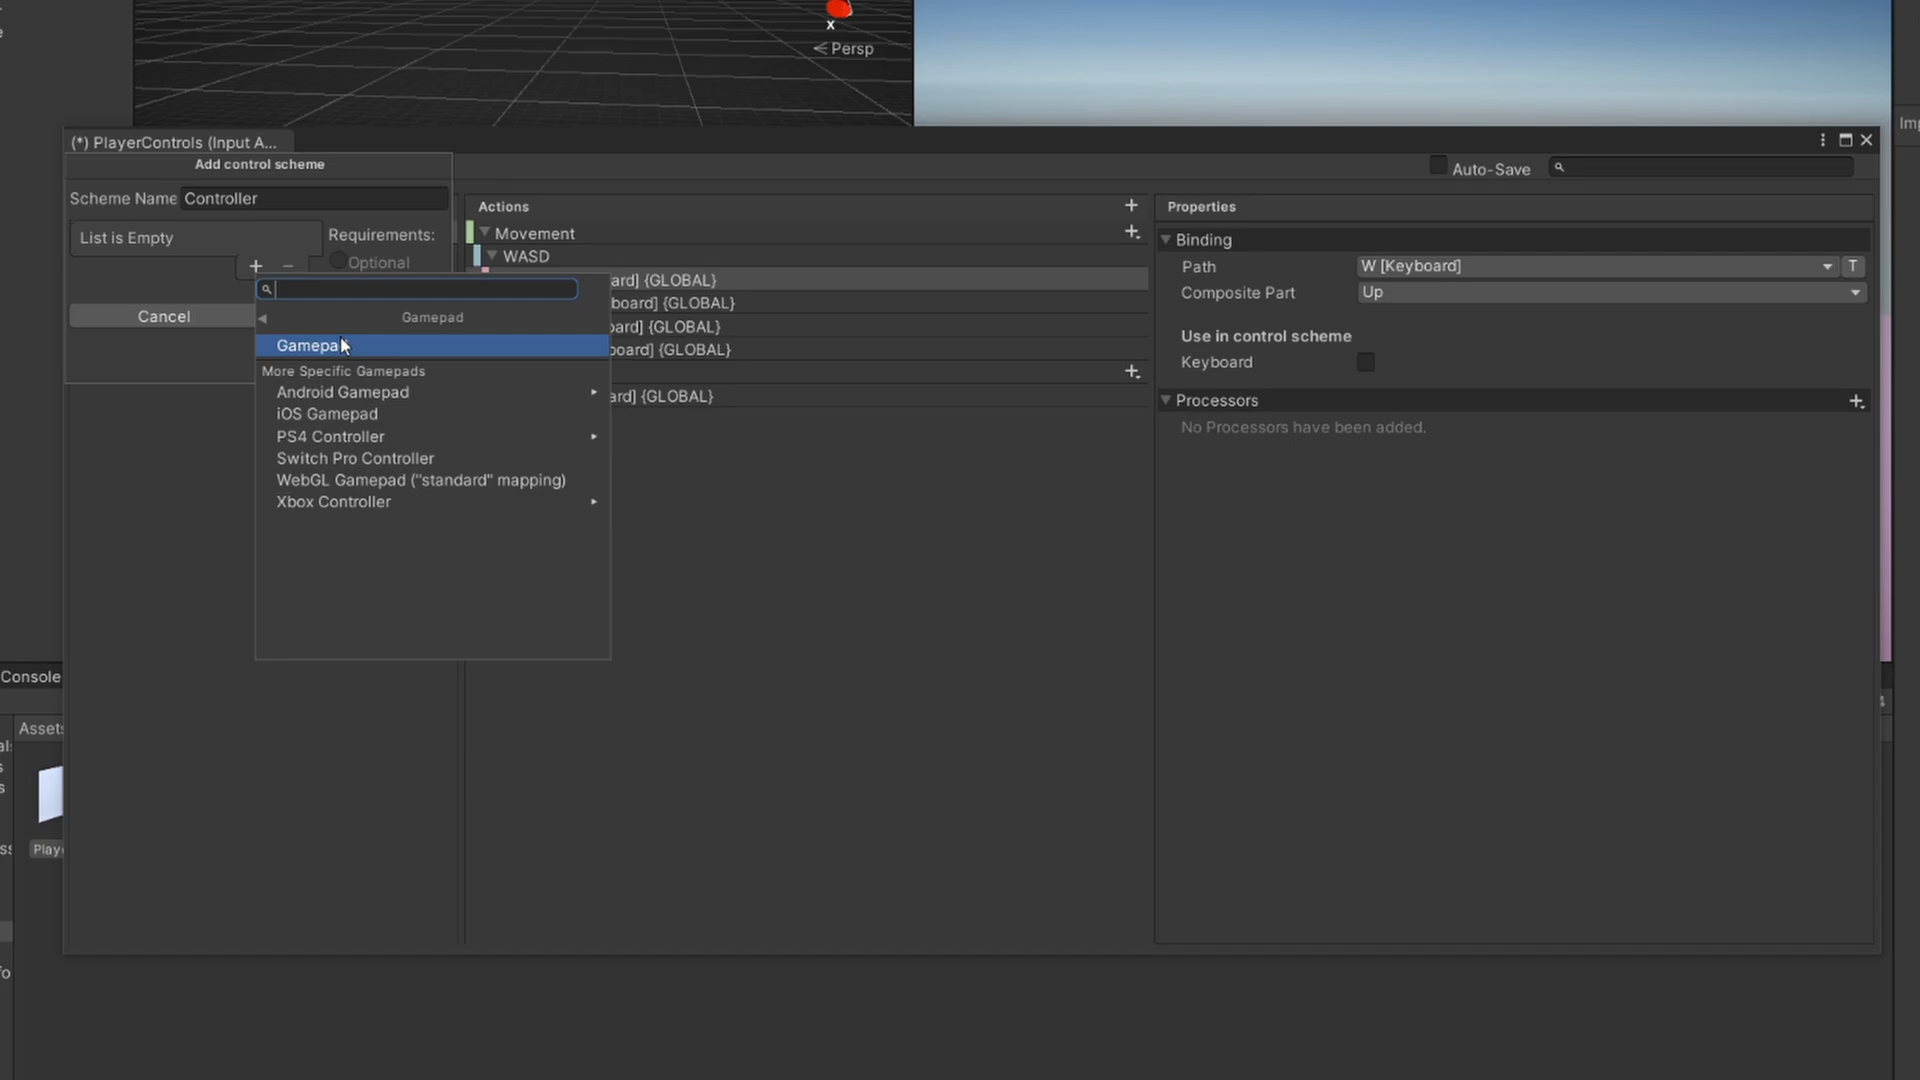 x
Persp
Imp
(*) PlayerControls (Input A...
Add control scheme
Auto-Save
Scheme Name Controller
List is Empty
Requirements:
Optional
Cancel
Gamepad
Gamepad
More Specific Gamepads
Android Gamepad
iOS Gamepad
PS4 Controller
Switch Pro Controller
WebGL Gamepad ("standard" mapping)
Xbox Controller
Actions
Movement
WASD
ard] {GLOBAL}
board] {GLOBAL}
oard] {GLOBAL}
board] {GLOBAL}
ard] {GLOBAL}
Properties
Binding
Path W [Keyboard] T
Composite Part Up
Use in control scheme
Keyboard
Processors
No Processors have been added.
Console
Assets
Playe